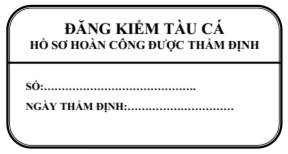 ĐĂNG KIỂM TÀU CÁ
HỒ SƠ HOÀN CÔNG ĐƯỢC THẨM ĐỊNH
SỐ:……………………………………..
NGÀY THẨM ĐỊNH:…………………………